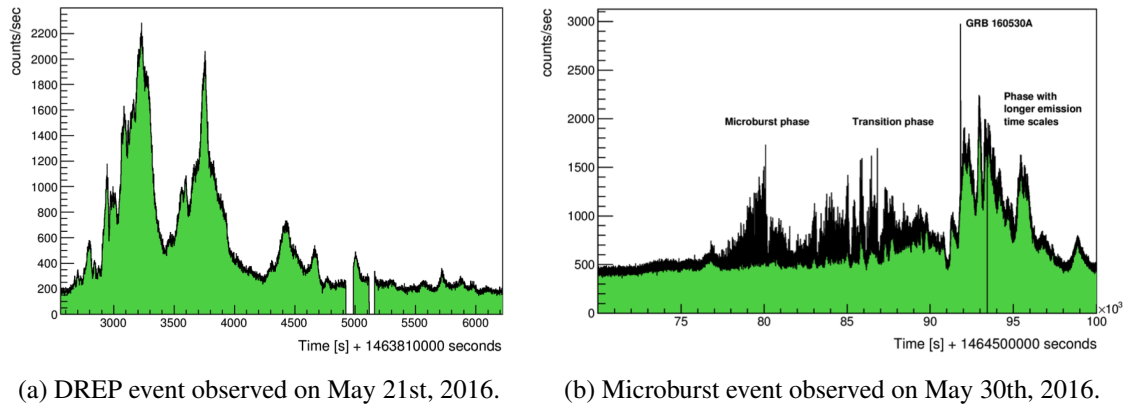 counts/sec
2200
2000
1800
1600
1400
1200
1000
800
600
400
200
0
3000 3500 4000 4500 5000 5500 6000
Time [s] + 1463810000 seconds
(a) DREP event observed on May 21st, 2016.
counts/sec
3000
2500
2000
1500
1000
500
0
GRB 160530A
Phase with
longer emission
time scales
Microburst phase
Transition phase
75 80 85 90 95 100
×10³
Time [s] + 1464500000 seconds
(b) Microburst event observed on May 30th, 2016.